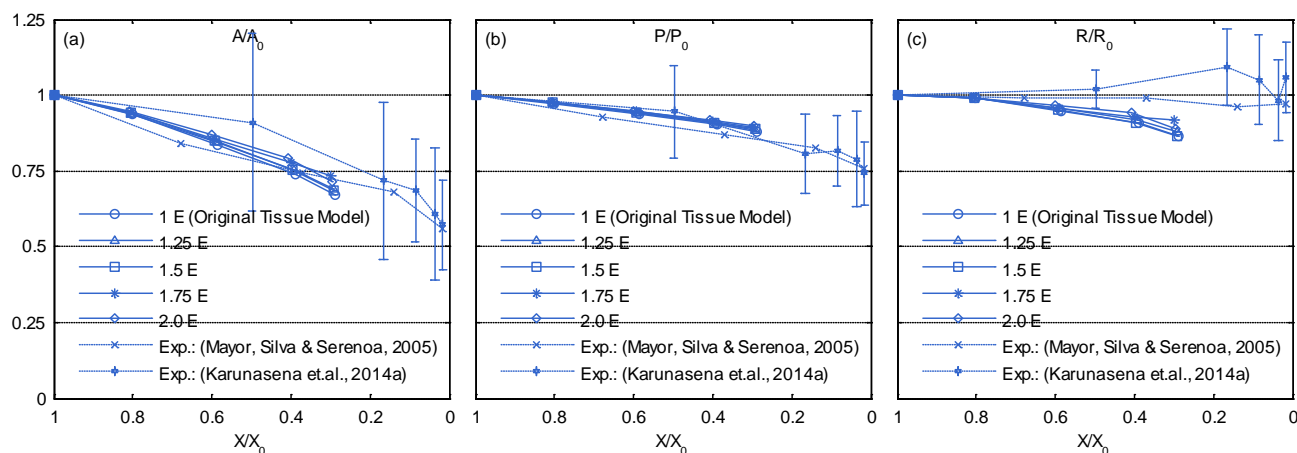 (a)
A/A0
1.25
1
0.75
0.5
0.25
0
1 E (Original Tissue Model)
1.25 E
1.5 E
1.75 E
2.0 E
Exp.: (Mayor, Silva & Serenoa, 2005)
Exp.: (Karunasena et.al., 2014a)
1 0.8 0.6 0.4 0.2 0
X/X0
(b)
P/P0
1 E (Original Tissue Model)
1.25 E
1.5 E
1.75 E
2.0 E
Exp.: (Mayor, Silva & Serenoa, 2005)
Exp.: (Karunasena et.al., 2014a)
1 0.8 0.6 0.4 0.2 0
X/X0
(c)
R/R0
1 E (Original Tissue Model)
1.25 E
1.5 E
1.75 E
2.0 E
Exp.: (Mayor, Silva & Serenoa, 2005)
Exp.: (Karunasena et.al., 2014a)
1 0.8 0.6 0.4 0.2 0
X/X0